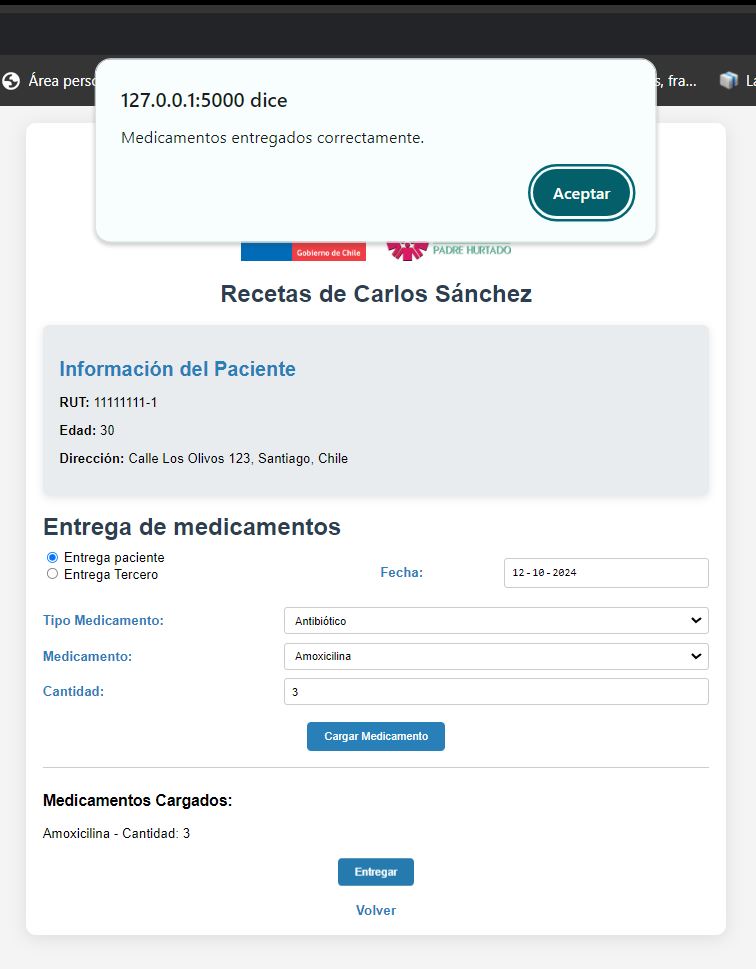 Área perso
s, fra...
La
127.0.0.1:5000 dice
Medicamentos entregados correctamente.
Aceptar
Gobierno de Chile
PADRE HURTADO
Recetas de Carlos Sánchez
Información del Paciente
RUT: 11111111-1
Edad: 30
Dirección: Calle Los Olivos 123, Santiago, Chile
Entrega de medicamentos
Entrega paciente
Entrega Tercero
Fecha:
12-10-2024
Tipo Medicamento:
Antibiótico
Medicamento:
Amoxicilina
Cantidad:
3
Cargar Medicamento
Medicamentos Cargados:
Amoxicilina - Cantidad: 3
Entregar
Volver